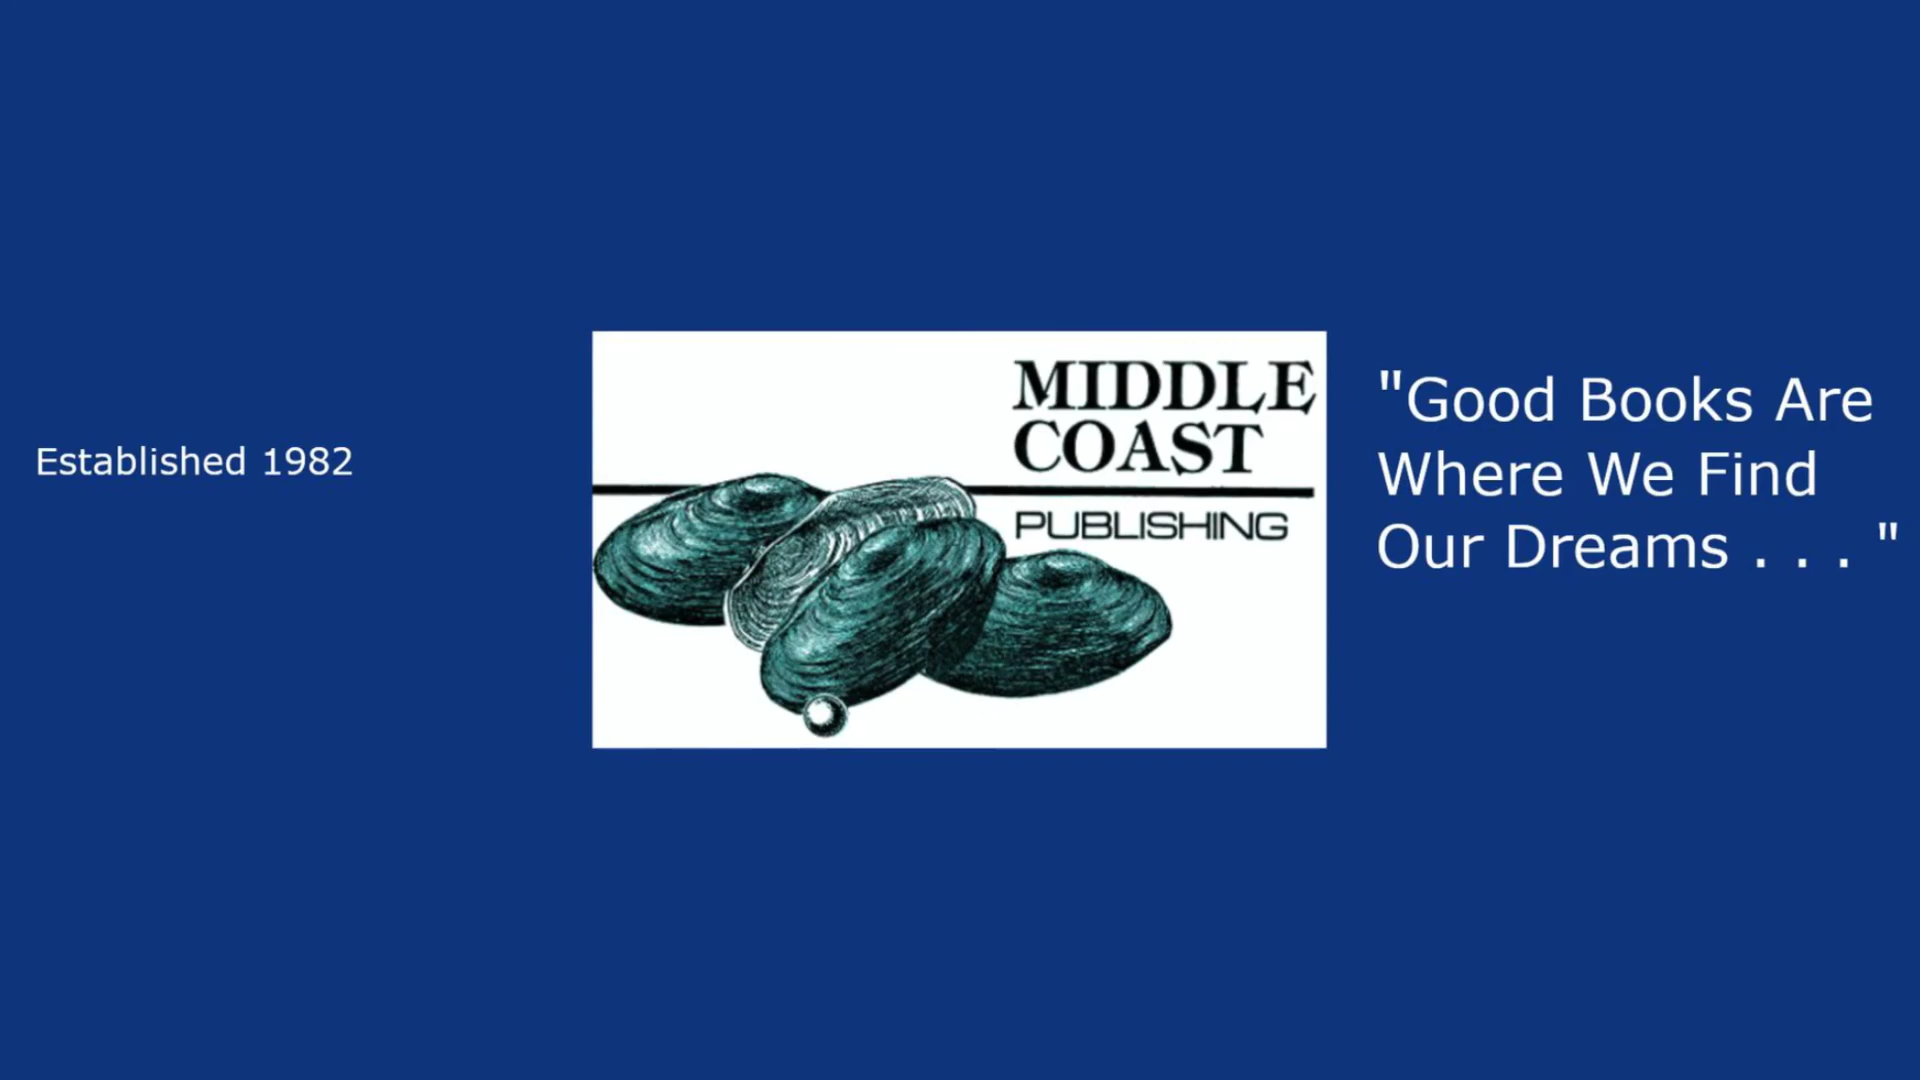 Established 1982
MIDDLE
COAST
PUBLISHING
"Good Books Are
Where We Find
Our Dreams . . . "